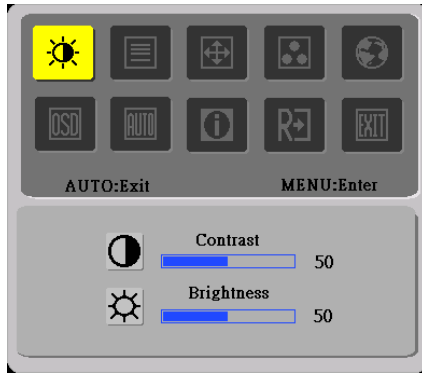 OSD AUTO i R EXIT
AUTO:Exit MENU:Enter
Contrast
50
Brightness
50